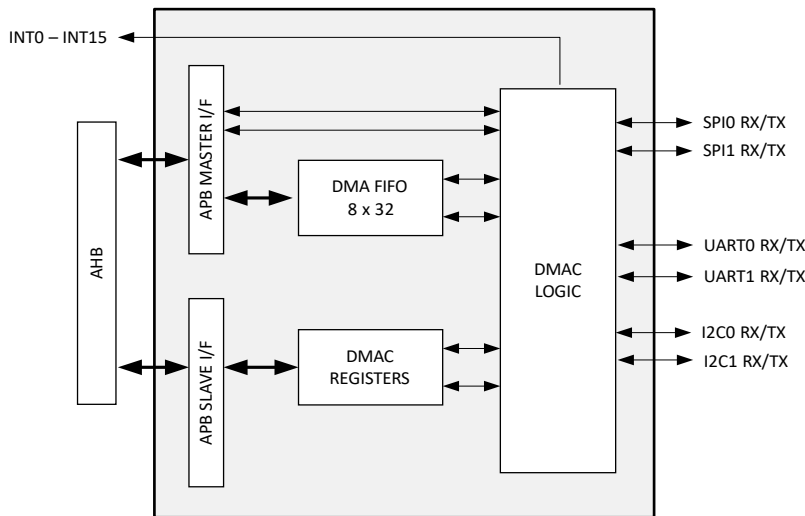 INT0 – INT15
AHB
APB MASTER I/F
APB SLAVE I/F
DMA FIFO
8 x 32
DMAC
REGISTERS
DMAC
LOGIC
SPI0 RX/TX
SPI1 RX/TX
UART0 RX/TX
UART1 RX/TX
I2C0 RX/TX
I2C1 RX/TX